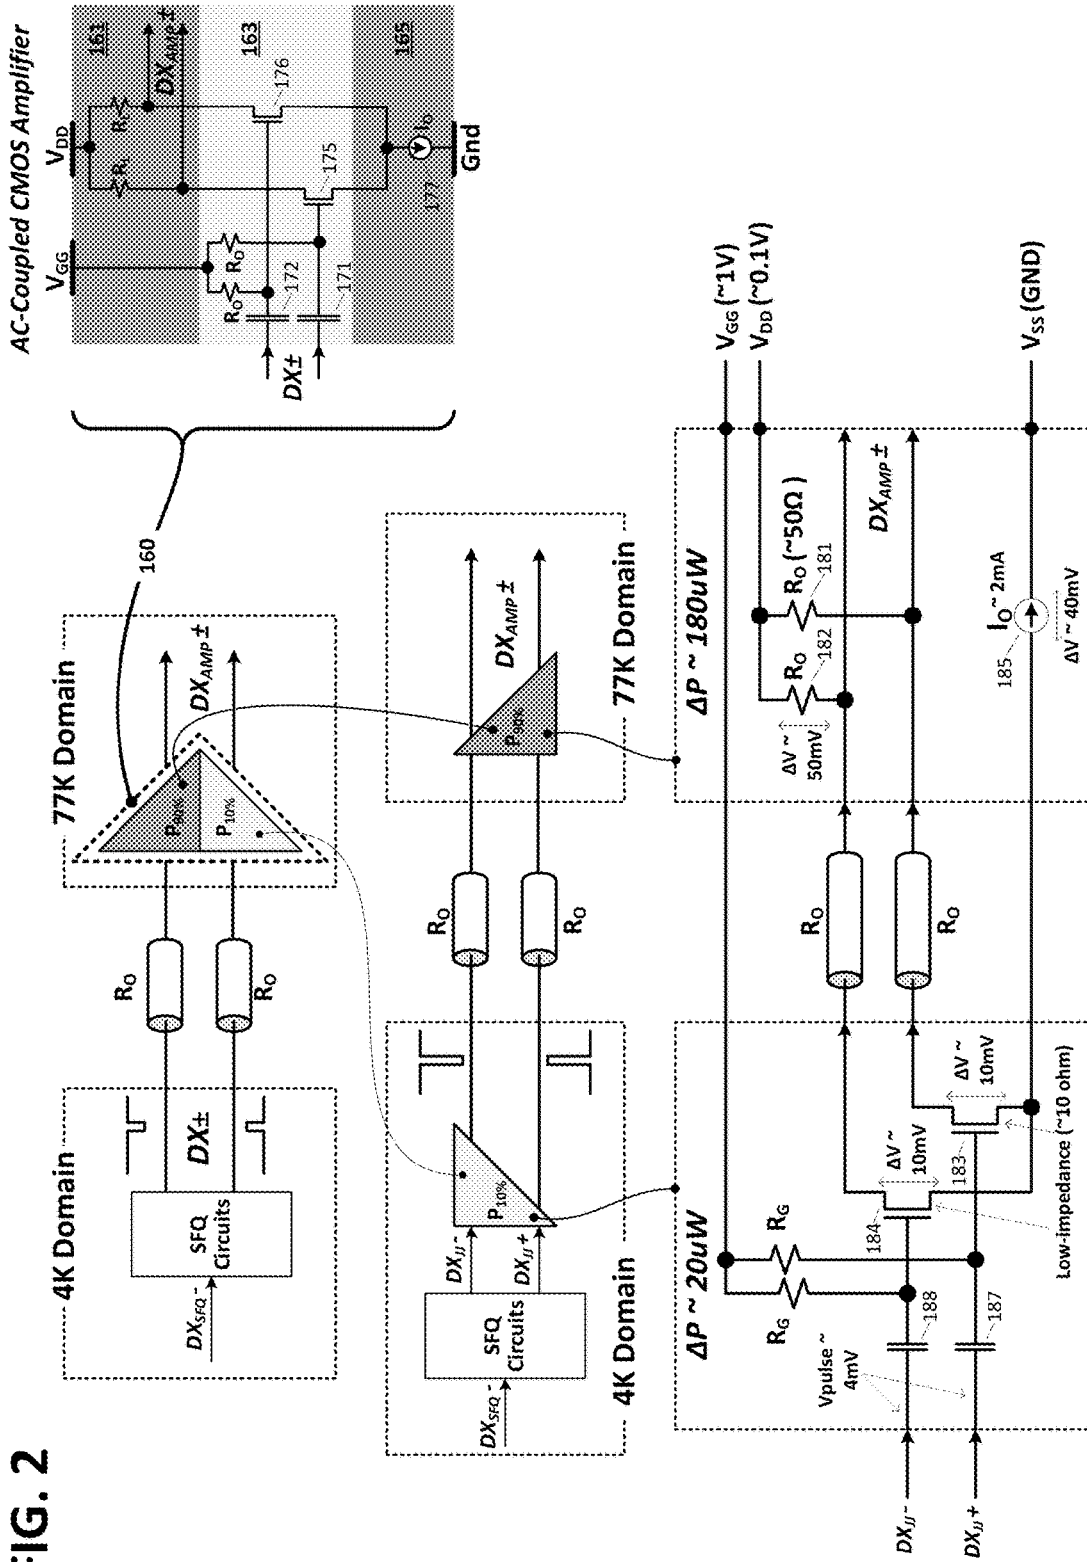 FIG. 2
4K Domain
DX_SFQ-
SFQ
Circuits
DX±
R_O
R_O
77K Domain
P_90%
P_10%
DX_AMP ±
160
AC-Coupled CMOS Amplifier
V_GG
V_DD
161
R_L
R_L
DX_AMP±
R_O
R_O
163
172
171
DX±
176
175
165
177
I_O
Gnd
DX_SFQ-
SFQ
Circuits
DX_JJ-
DX_JJ+
P_10%
4K Domain
R_O
R_O
P_90%
DX_AMP ±
77K Domain
ΔP ~ 20uW
R_G
R_G
Vpulse ~
4mV
188
187
184
183
ΔV ~
10mV
ΔV ~
10mV
Low-impedance (~10 ohm)
DX_JJ-
DX_JJ+
R_O
R_O
ΔP ~ 180uW
ΔV ~
50mV
R_O
182
R_O (~50Ω )
181
DX_AMP ±
185
I_O ~ 2mA
ΔV ~ 40mV
V_GG (~1V)
V_DD (~0.1V)
V_SS (GND)